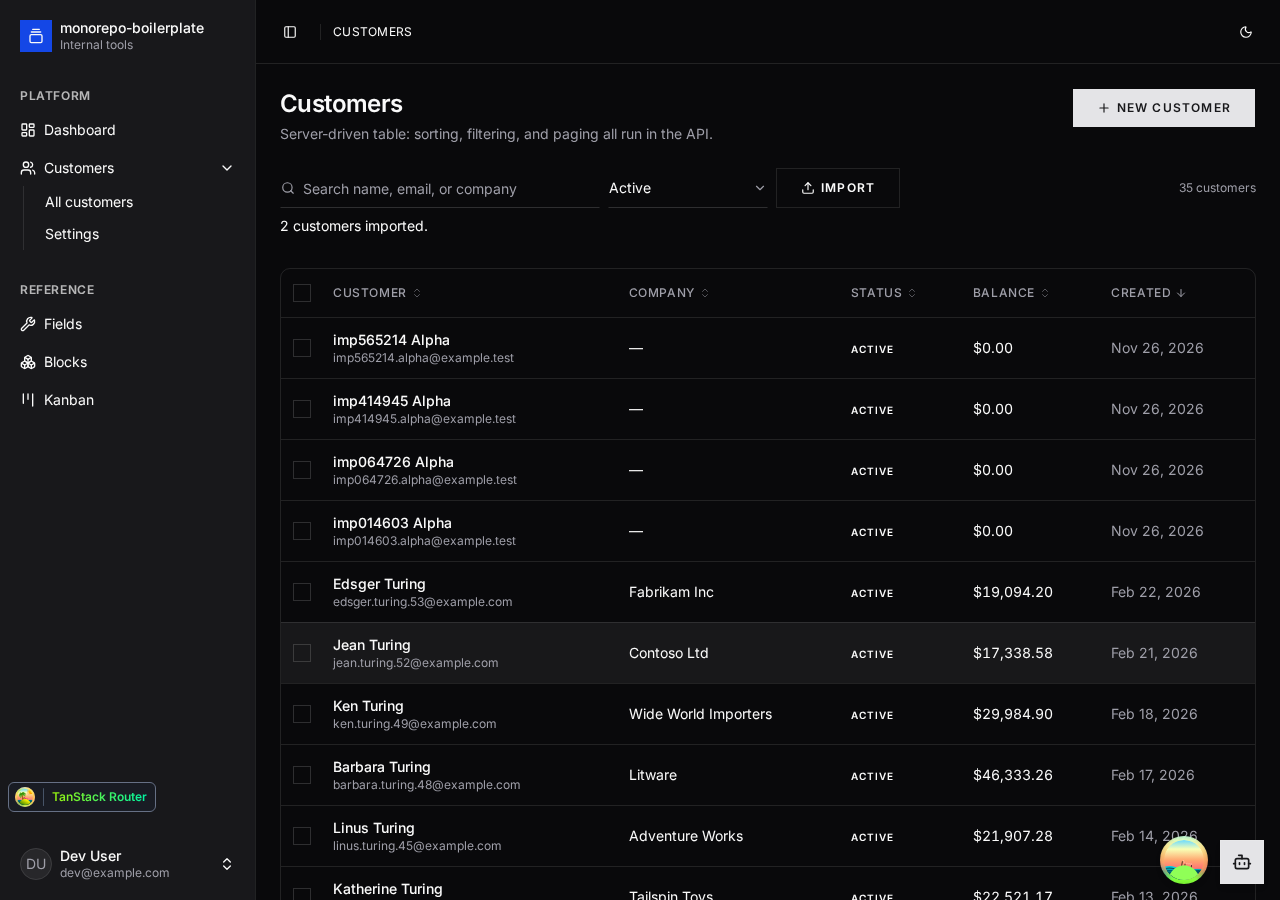 monorepo-boilerplate
Internal tools
PLATFORM
Dashboard
Customers
All customers
Settings
REFERENCE
Fields
Blocks
Kanban
TanStack Router
DU
Dev User
dev@example.com
CUSTOMERS
Customers
Server-driven table: sorting, filtering, and paging all run in the API.
NEW CUSTOMER
Search name, email, or company
Active
IMPORT
35 customers
2 customers imported.
CUSTOMER COMPANY STATUS BALANCE CREATED
imp565214 Alpha
imp565214.alpha@example.test
— ACTIVE $0.00 Nov 26, 2026
imp414945 Alpha
imp414945.alpha@example.test
— ACTIVE $0.00 Nov 26, 2026
imp064726 Alpha
imp064726.alpha@example.test
— ACTIVE $0.00 Nov 26, 2026
imp014603 Alpha
imp014603.alpha@example.test
— ACTIVE $0.00 Nov 26, 2026
Edsger Turing
edsger.turing.53@example.com
Fabrikam Inc ACTIVE $19,094.20 Feb 22, 2026
Jean Turing
jean.turing.52@example.com
Contoso Ltd ACTIVE $17,338.58 Feb 21, 2026
Ken Turing
ken.turing.49@example.com
Wide World Importers ACTIVE $29,984.90 Feb 18, 2026
Barbara Turing
barbara.turing.48@example.com
Litware ACTIVE $46,333.26 Feb 17, 2026
Linus Turing
linus.turing.45@example.com
Adventure Works ACTIVE $21,907.28 Feb 14, 2026
Katherine Turing
Tailspin Toys ACTIVE $22,521.17 Feb 13, 2026